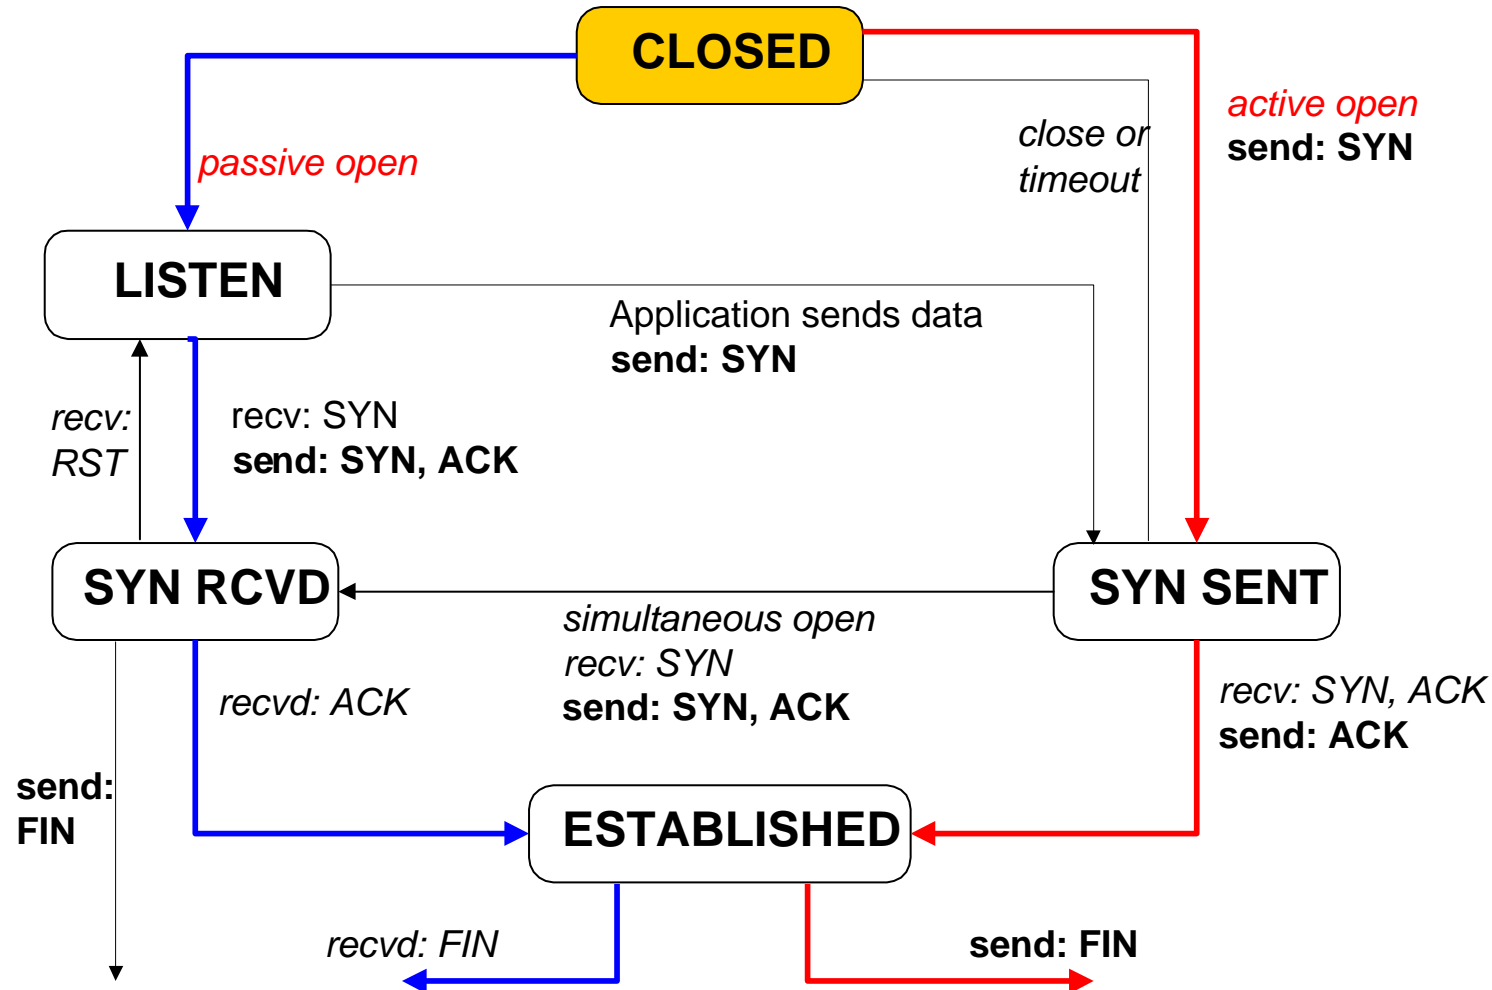 CLOSED
active open
send: SYN
close or
timeout
passive open
LISTEN
Application sends data
send: SYN
recv:
RST
recv: SYN
send: SYN, ACK
SYN RCVD
SYN SENT
simultaneous open
recv: SYN
send: SYN, ACK
recvd: ACK
recv: SYN, ACK
send: ACK
send:
FIN
ESTABLISHED
recvd: FIN
send: FIN